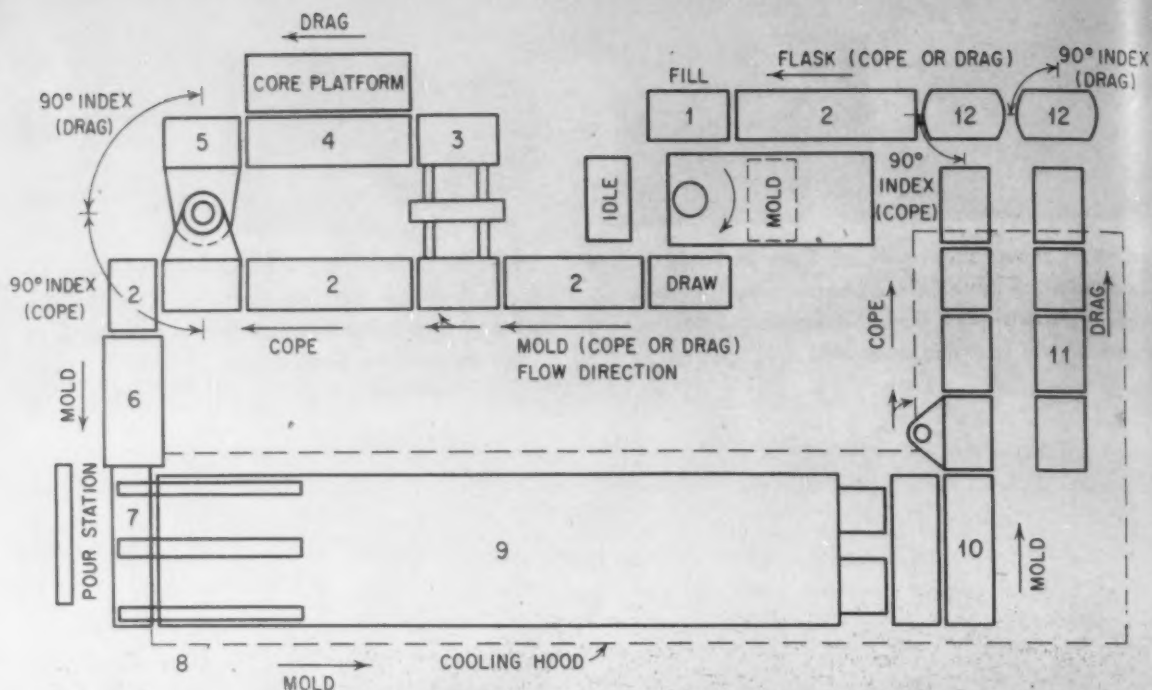 DRAG
CORE PLATFORM
90° INDEX
(DRAG)
5
4
3
FILL
FLASK (COPE OR DRAG)
90° INDEX
(DRAG)
1
2
12
12
IDLE
MOLD
90°
INDEX
(COPE)
90° INDEX
(COPE)
2
2
2
DRAW
COPE
MOLD (COPE OR DRAG)
FLOW DIRECTION
COPE
DRAG
11
MOLD
6
POUR STATION
7
9
10
MOLD
8
MOLD
COOLING HOOD